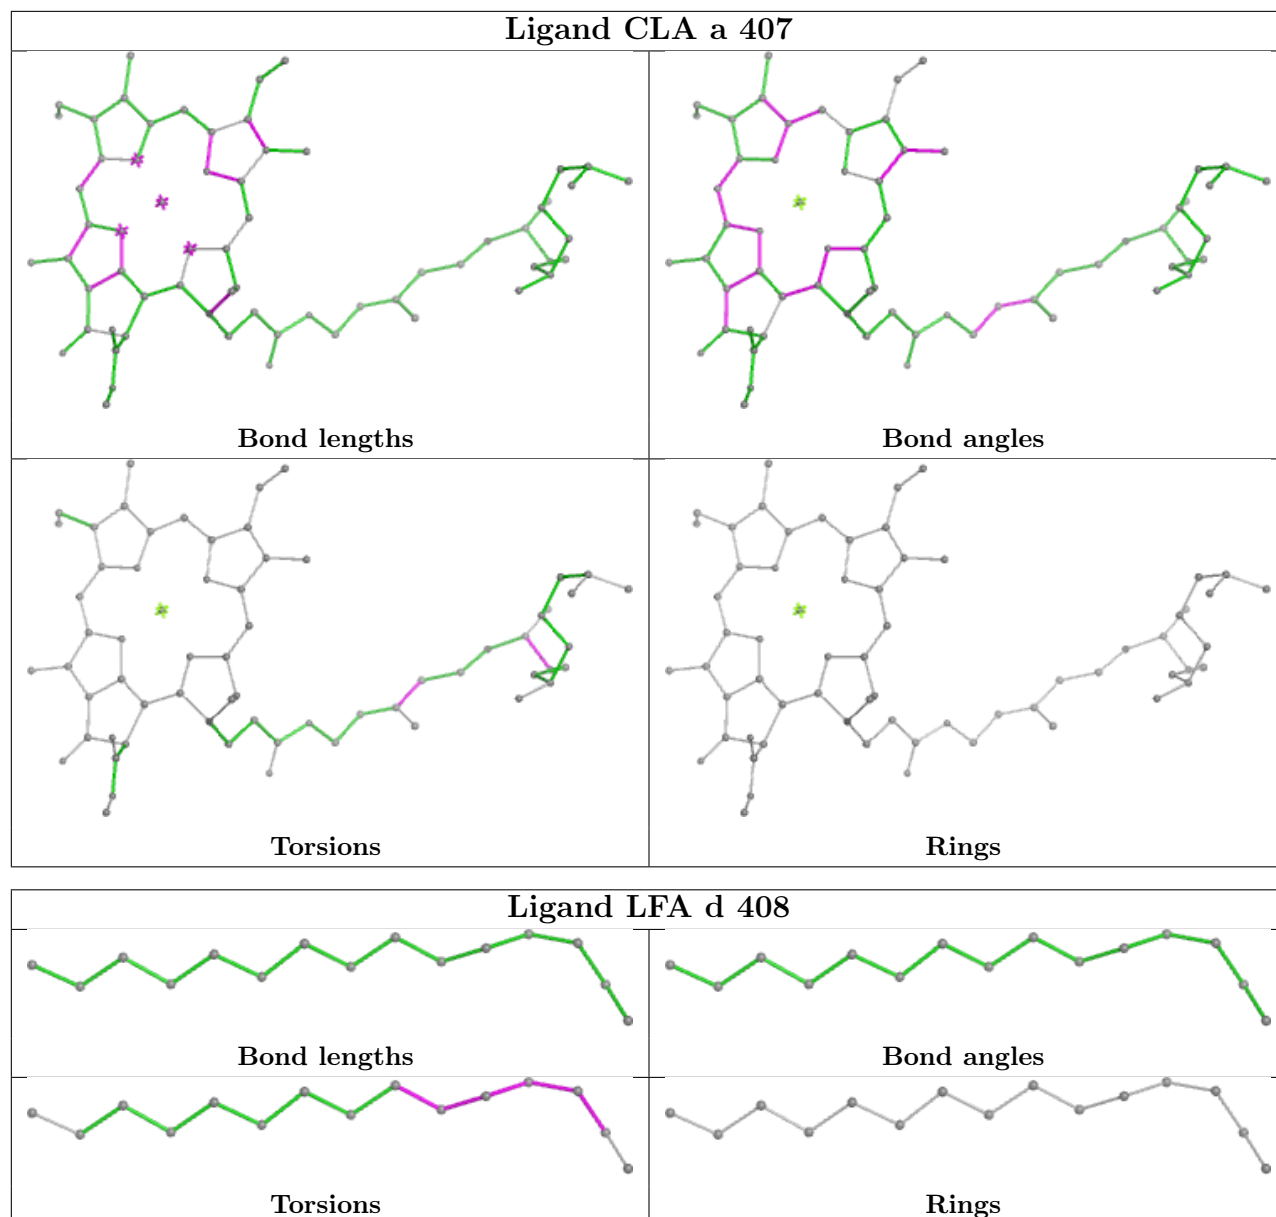 Ligand CLA a 407
Bond lengths
Bond angles
Torsions
Rings
Ligand LFA d 408
Bond lengths
Bond angles
Torsions
Rings